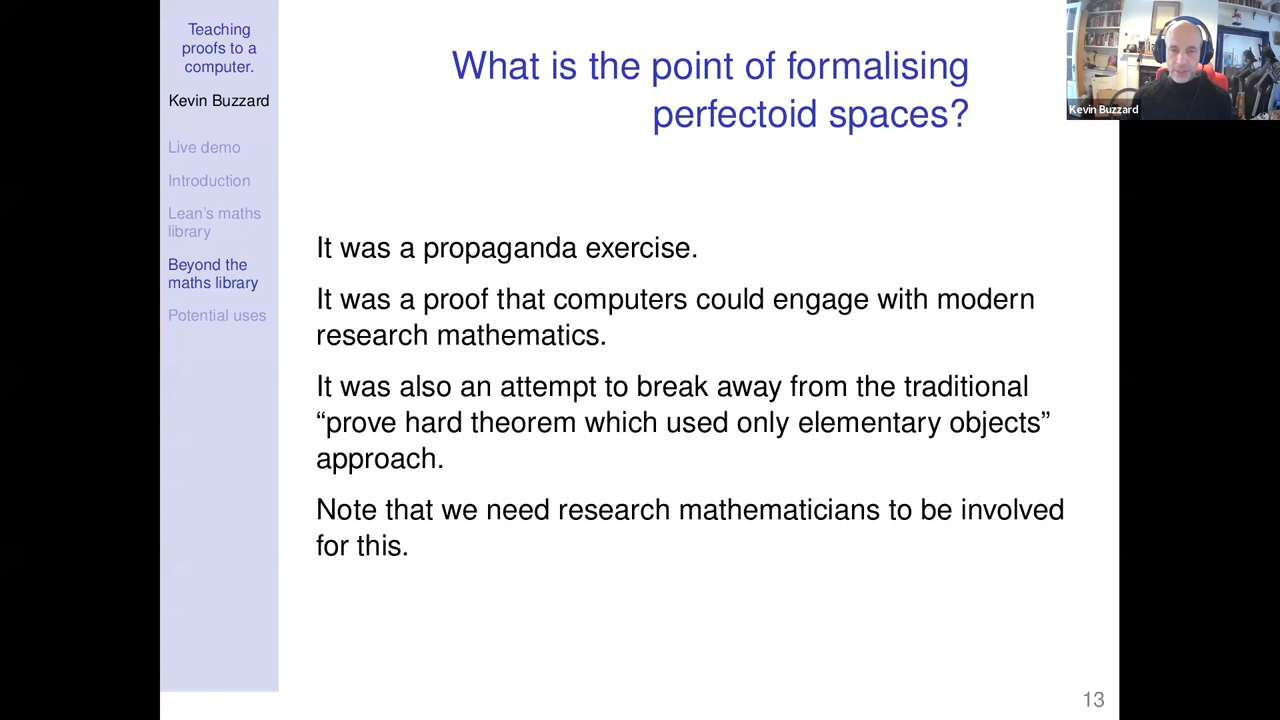 Teaching
proofs to a
computer.
Kevin Buzzard
Live demo
Introduction
Lean's maths
library
Beyond the
maths library
Potential uses
What is the point of formalising
perfectoid spaces?
It was a propaganda exercise.
It was a proof that computers could engage with modern
research mathematics.
It was also an attempt to break away from the traditional
“prove hard theorem which used only elementary objects”
approach.
Note that we need research mathematicians to be involved
for this.
13
Kevin Buzzard